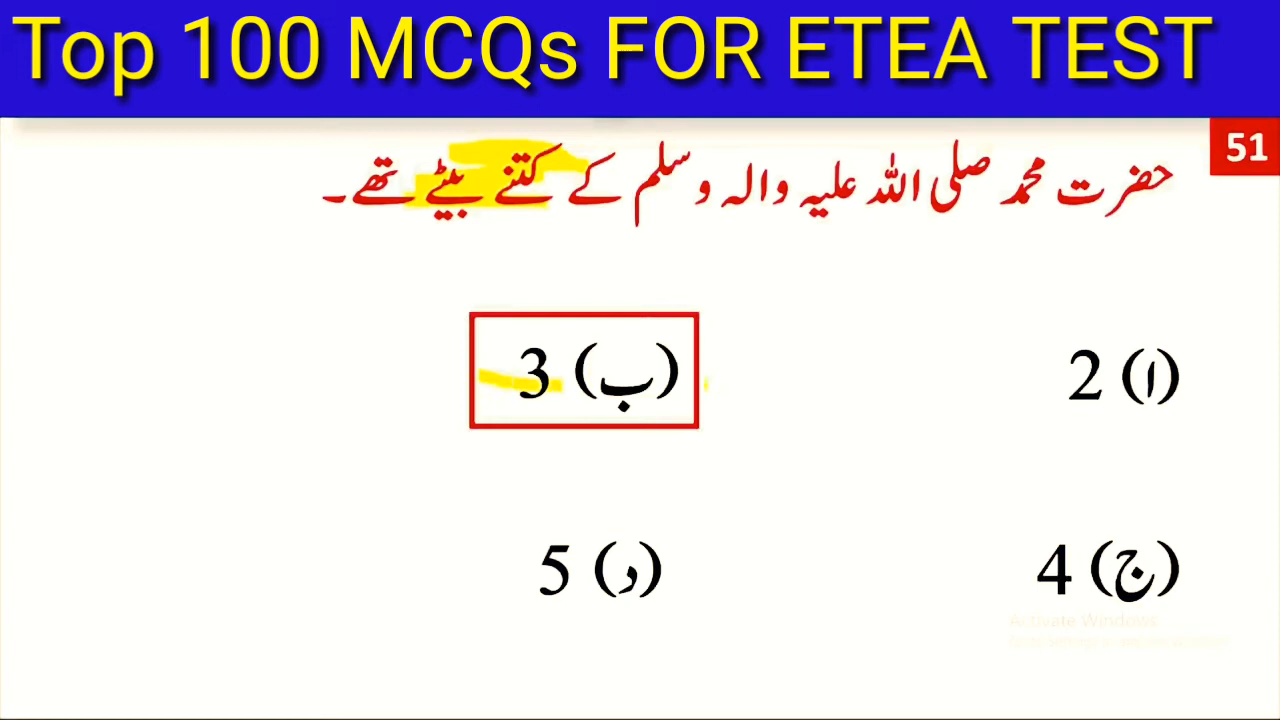 Top 100 MCQs FOR ETEA TEST
51
حضرت محمد صلی اللہ علیہ والہ وسلم کے کتنے بیٹے تھے۔
(ا) 2
(ب) 3
(ج) 4
(د) 5
Activate Windows